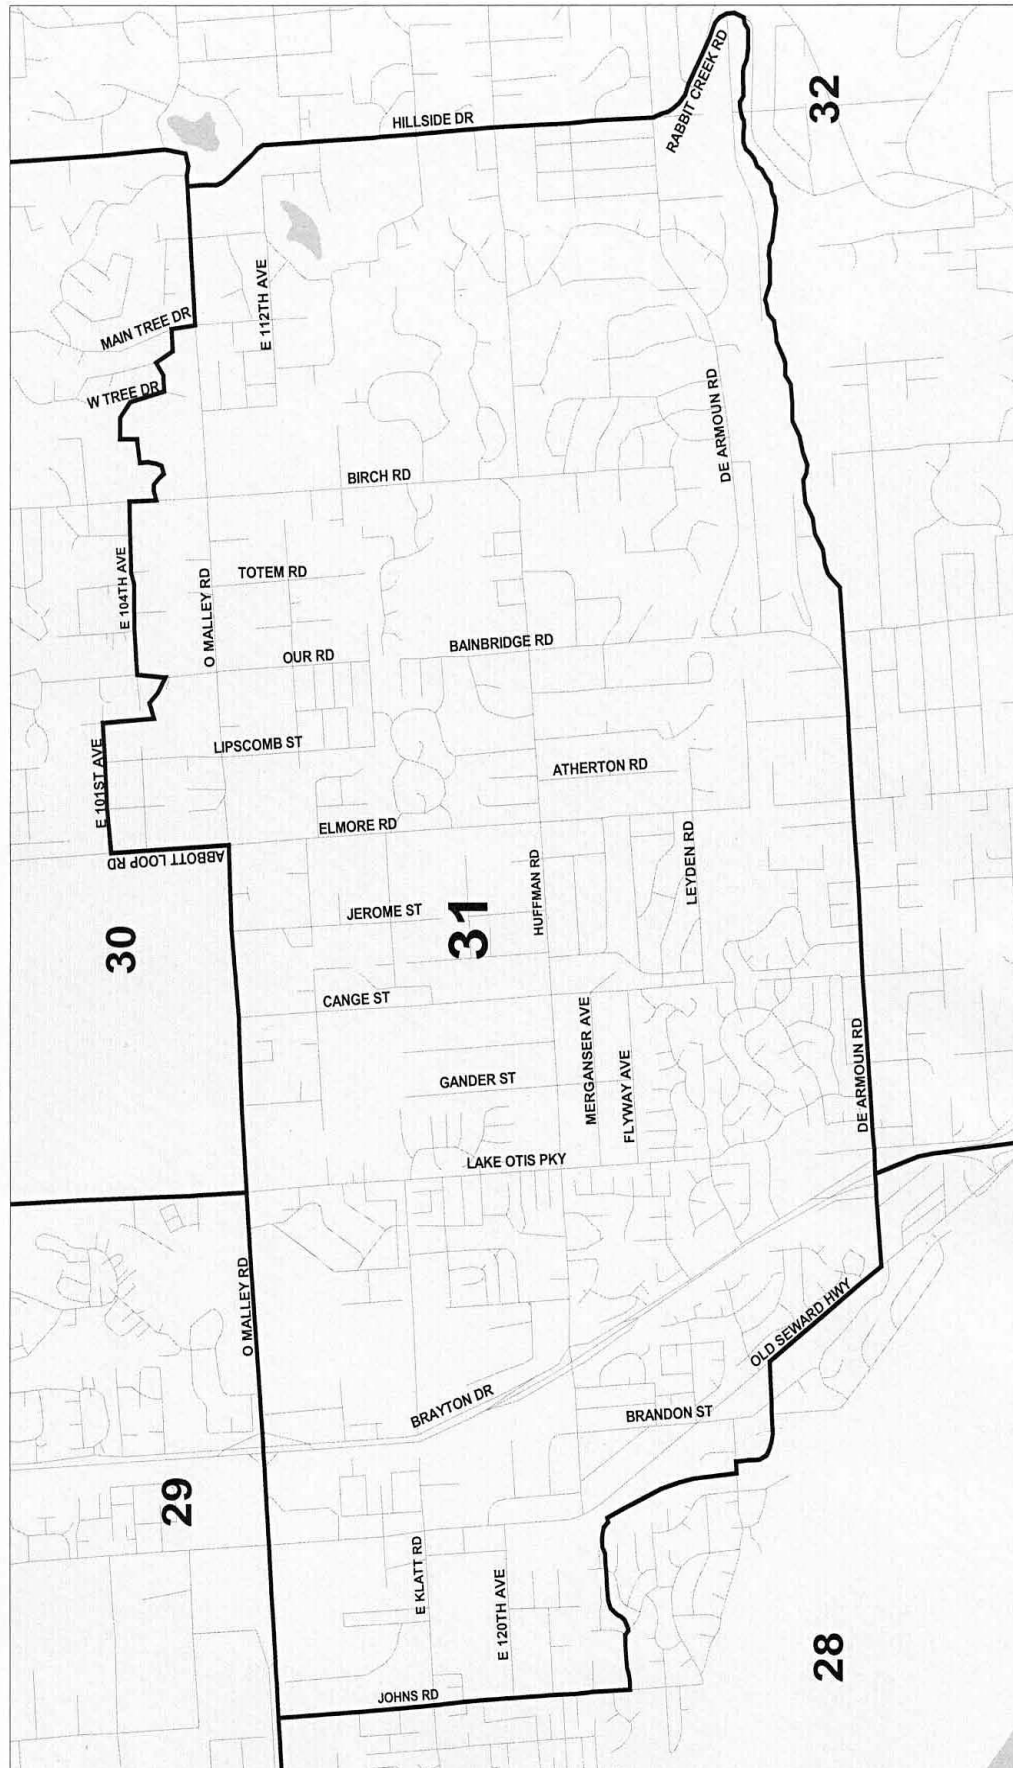 RABBIT CREEK RD
32
HILLSIDE DR
E 112TH AVE
MAIN TREE DR
W TREE DR
DE ARMOUN RD
BIRCH RD
E 104TH AVE
TOTEM RD
O MALLEY RD
OUR RD
BAINBRIDGE RD
LIPSCOMB ST
E 101ST AVE
ATHERTON RD
ELMORE RD
ABBOTT LOOP RD
LEYDEN RD
HUFFMAN RD
JEROME ST
31
30
CANGE ST
MERGANSER AVE
FLYWAY AVE
GANDER ST
DE ARMOUN RD
LAKE OTIS PKY
O MALLEY RD
OLD SEWARD HWY
BRAYTON DR
BRANDON ST
29
E KLATT RD
E 120TH AVE
28
JOHNS RD